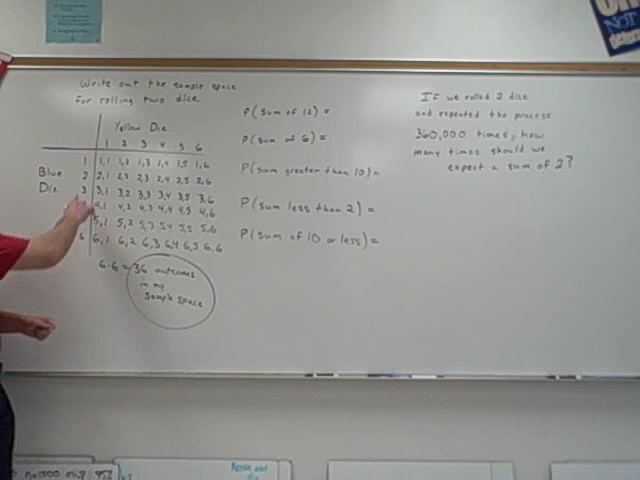 Write out the sample space
for rolling two dice.
Yellow Die
1 2 3 4 5 6
Blue
Die
1 1,1 1,2 1,3 1,4 1,5 1,6
2 2,1 2,2 2,3 2,4 2,5 2,6
3 3,1 3,2 3,3 3,4 3,5 3,6
4,1 4,2 4,3 4,4 4,5 4,6
5,1 5,2 5,3 5,4 5,5 5,6
6 6,1 6,2 6,3 6,4 6,5 6,6
6·6 = 36 outcomes
in my
sample space
P(sum of 12) =
P(sum of 6) =
P(sum greater than 10) =
P(sum less than 2) =
P(sum of 10 or less) =
If we rolled 2 dice
and repeated the process
360,000 times, how
many times should we
expect a sum of 2?
NOT